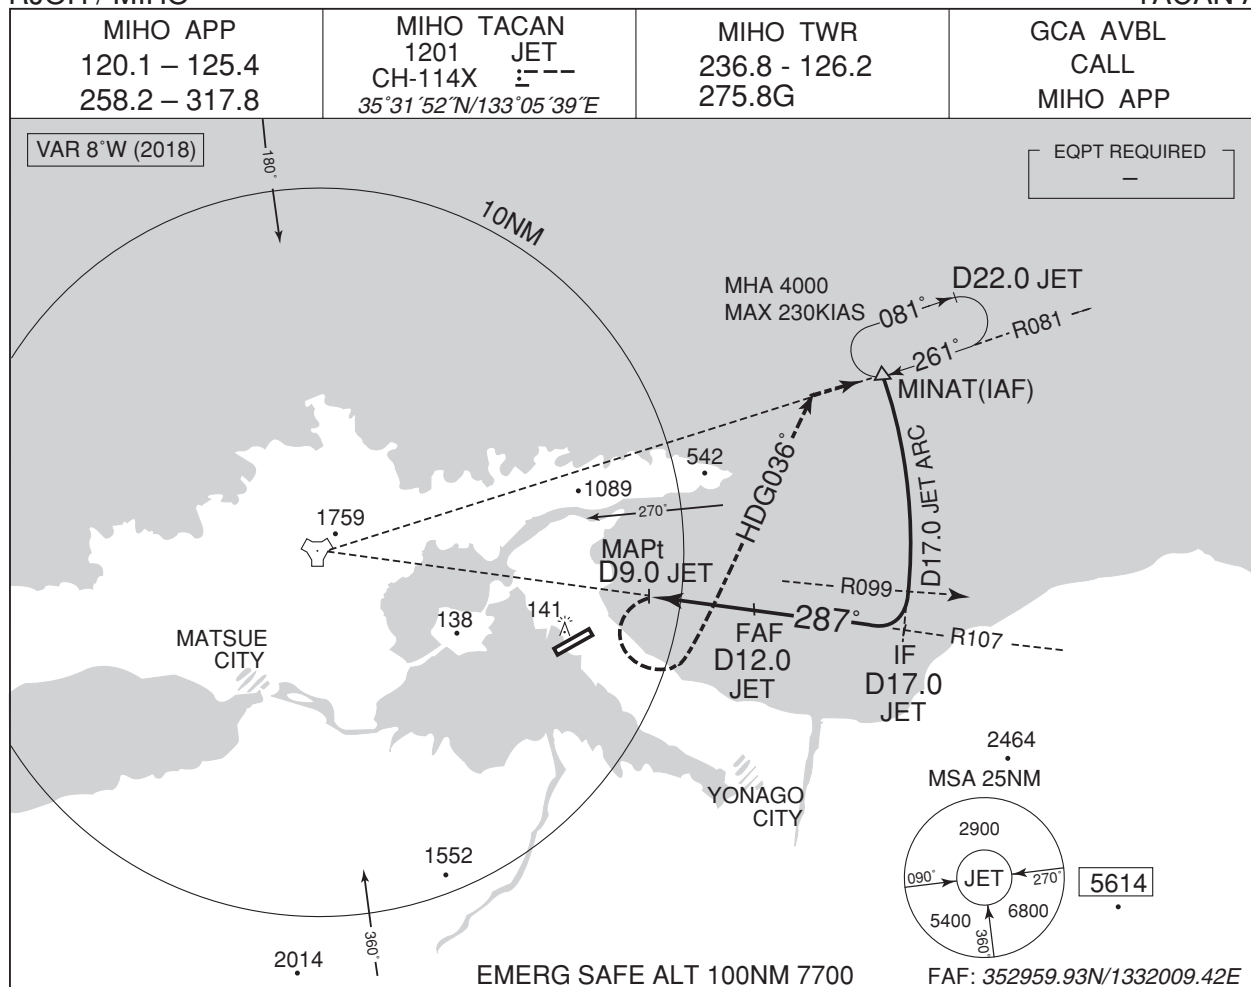 RJOH / MIHO
TACAN A
MIHO APP
120.1 – 125.4
258.2 – 317.8
MIHO TACAN
1201 JET
CH-114X
35°31´52˝N/133°05´39˝E
MIHO TWR
236.8 - 126.2
275.8G
GCA AVBL
CALL
MIHO APP
VAR 8°W (2018)
180°
EQPT REQUIRED
–
10NM
MHA 4000
MAX 230KIAS
D22.0 JET
081°
R081
261°
MINAT(IAF)
542
1089
D17.0 JET ARC
HDG036°
1759
270°
MAPt
D9.0 JET
R099
141
138
287°
FAF
D12.0
JET
R107
IF
D17.0
JET
MATSUE
CITY
2464
MSA 25NM
YONAGO
CITY
2900
1552
090°
JET
270°
5614
5400
6800
360°
360°
2014
EMERG SAFE ALT 100NM 7700
FAF: 352959.93N/1332009.42E